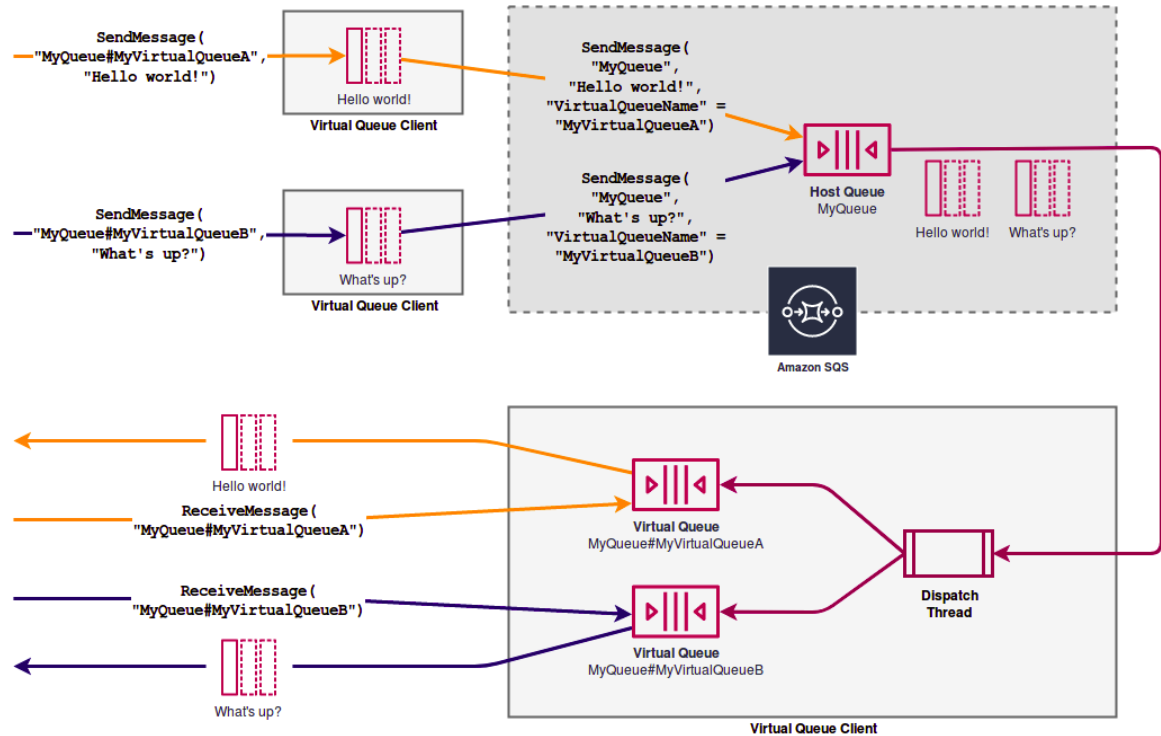 SendMessage(
"MyQueue#MyVirtualQueueA",
"Hello world!")
Hello world!
Virtual Queue Client
SendMessage(
"MyQueue",
"Hello world!",
"VirtualQueueName" =
"MyVirtualQueueA")
SendMessage(
"MyQueue#MyVirtualQueueB",
"What's up?")
What's up?
Virtual Queue Client
SendMessage(
"MyQueue",
"What's up?",
"VirtualQueueName" =
"MyVirtualQueueB")
Host Queue
MyQueue
Hello world!
What's up?
Amazon SQS
Hello world!
ReceiveMessage(
"MyQueue#MyVirtualQueueA")
Virtual Queue
MyQueue#MyVirtualQueueA
ReceiveMessage(
"MyQueue#MyVirtualQueueB")
What's up?
Virtual Queue
MyQueue#MyVirtualQueueB
Dispatch
Thread
Virtual Queue Client